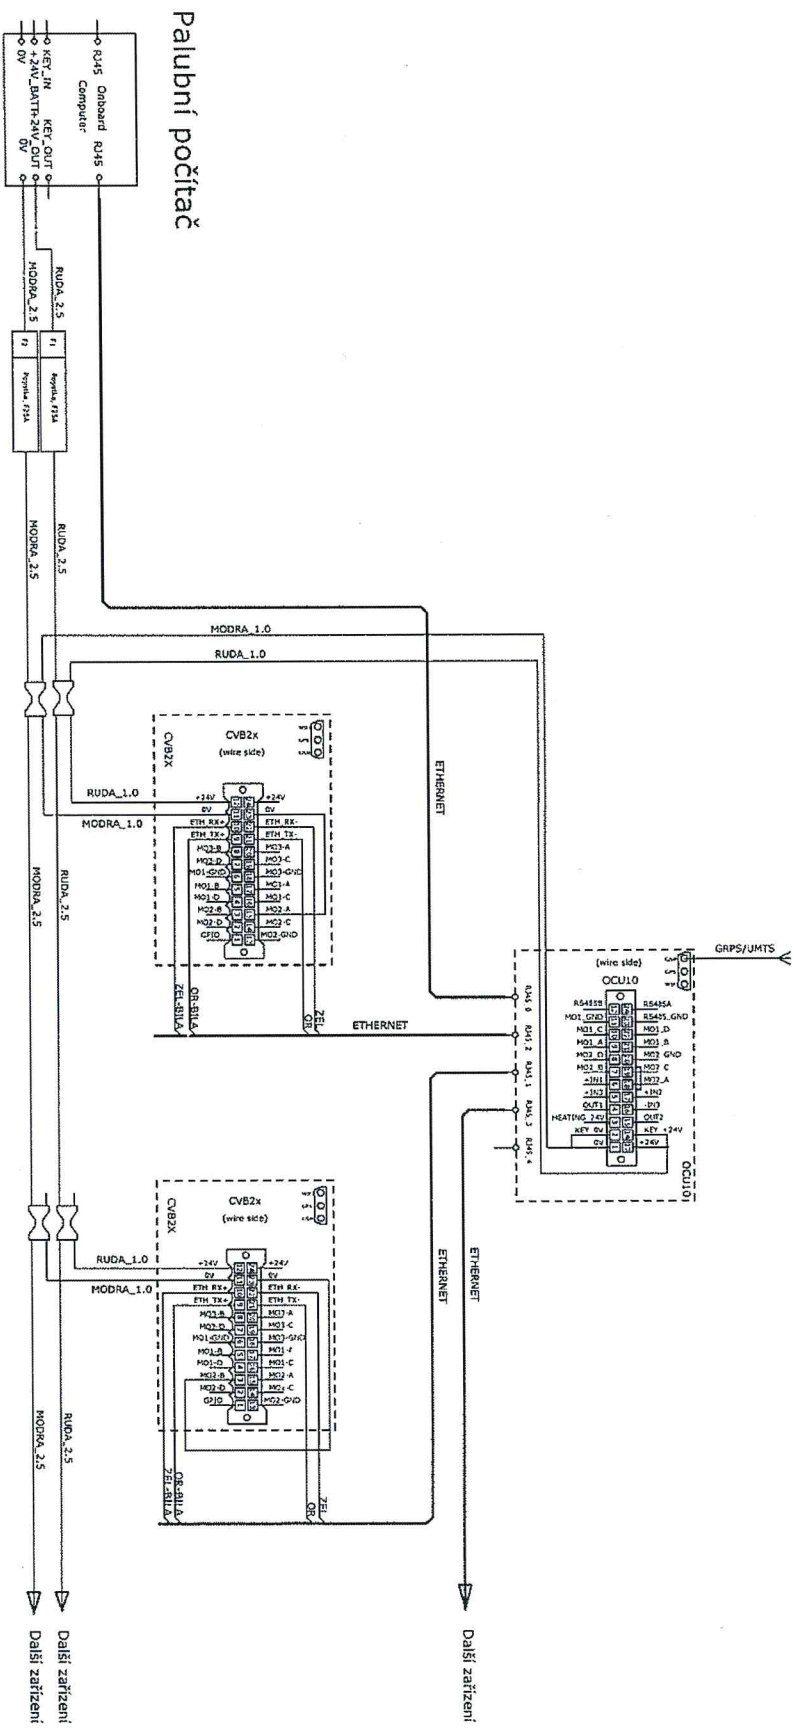 Palubní počítač
RJ45 Onboard RJ45
Computer
KEY_IN KEY_OUT
+24V_BATT+24V_OUT
0V 0V
RUDA_2.5
MODRA_2.5
F1
F2
RUDA_2.5
MODRA_2.5
MODRA_1.0
RUDA_1.0
ETHERNET
CVB2X
CVB2x
(wire side)
RUDA_1.0
MODRA_1.0
+24V +24V
0V 0V
ETH_RX+ ETH_RX-
ETH_TX+ ETH_TX-
MO3-B MO3-A
MO3-D MO3-C
MO1-GND MO3-GND
MO1-B MO1-A
MO1-D MO1-C
MO2-B MO2-A
MO2-D MO2-C
GPIO MO2-GND
ZEL-BILA
OR-BILA
OR
ZEL
ETHERNET
RUDA_2.5
MODRA_2.5
GRPS/UMTS
(wire side)
OCU10
RS485B RS485A
MO1_GND RS485_GND
MO1_C MO1_D
MO1_A MO1_B
MO2_D MO2_GND
MO2_B MO2_C
+IN1 MO2_A
+IN3 +IN2
OUT1 -IN3
HEATING_24V OUT2
KEY_0V KEY_+24V
0V +24V
OCU10
RJ45_0
RJ45_2
RJ45_1
RJ45_3
RJ45_4
ETHERNET
ETHERNET
CVB2X
CVB2x
(wire side)
RUDA_1.0
MODRA_1.0
+24V +24V
0V 0V
ETH_RX+ ETH_RX-
ETH_TX+ ETH_TX-
MO3-B MO3-A
MO3-D MO3-C
MO1-GND MO3-GND
MO1-B
MO1-D MO1-C
MO2-B MO2-A
MO2-D MO2-C
GPIO MO2-GND
ZEL-BILA
OR-BILA
OR
ZEL
RUDA_2.5
MODRA_2.5
Další zařízení
Další zařízení
Další zařízení